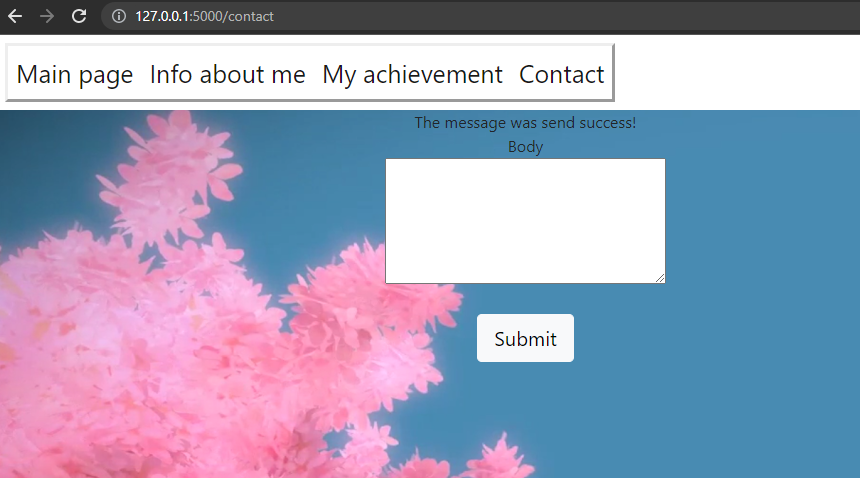 127.0.0.1:5000/contact
Main page Info about me My achievement Contact
The message was send success!
Body
Submit